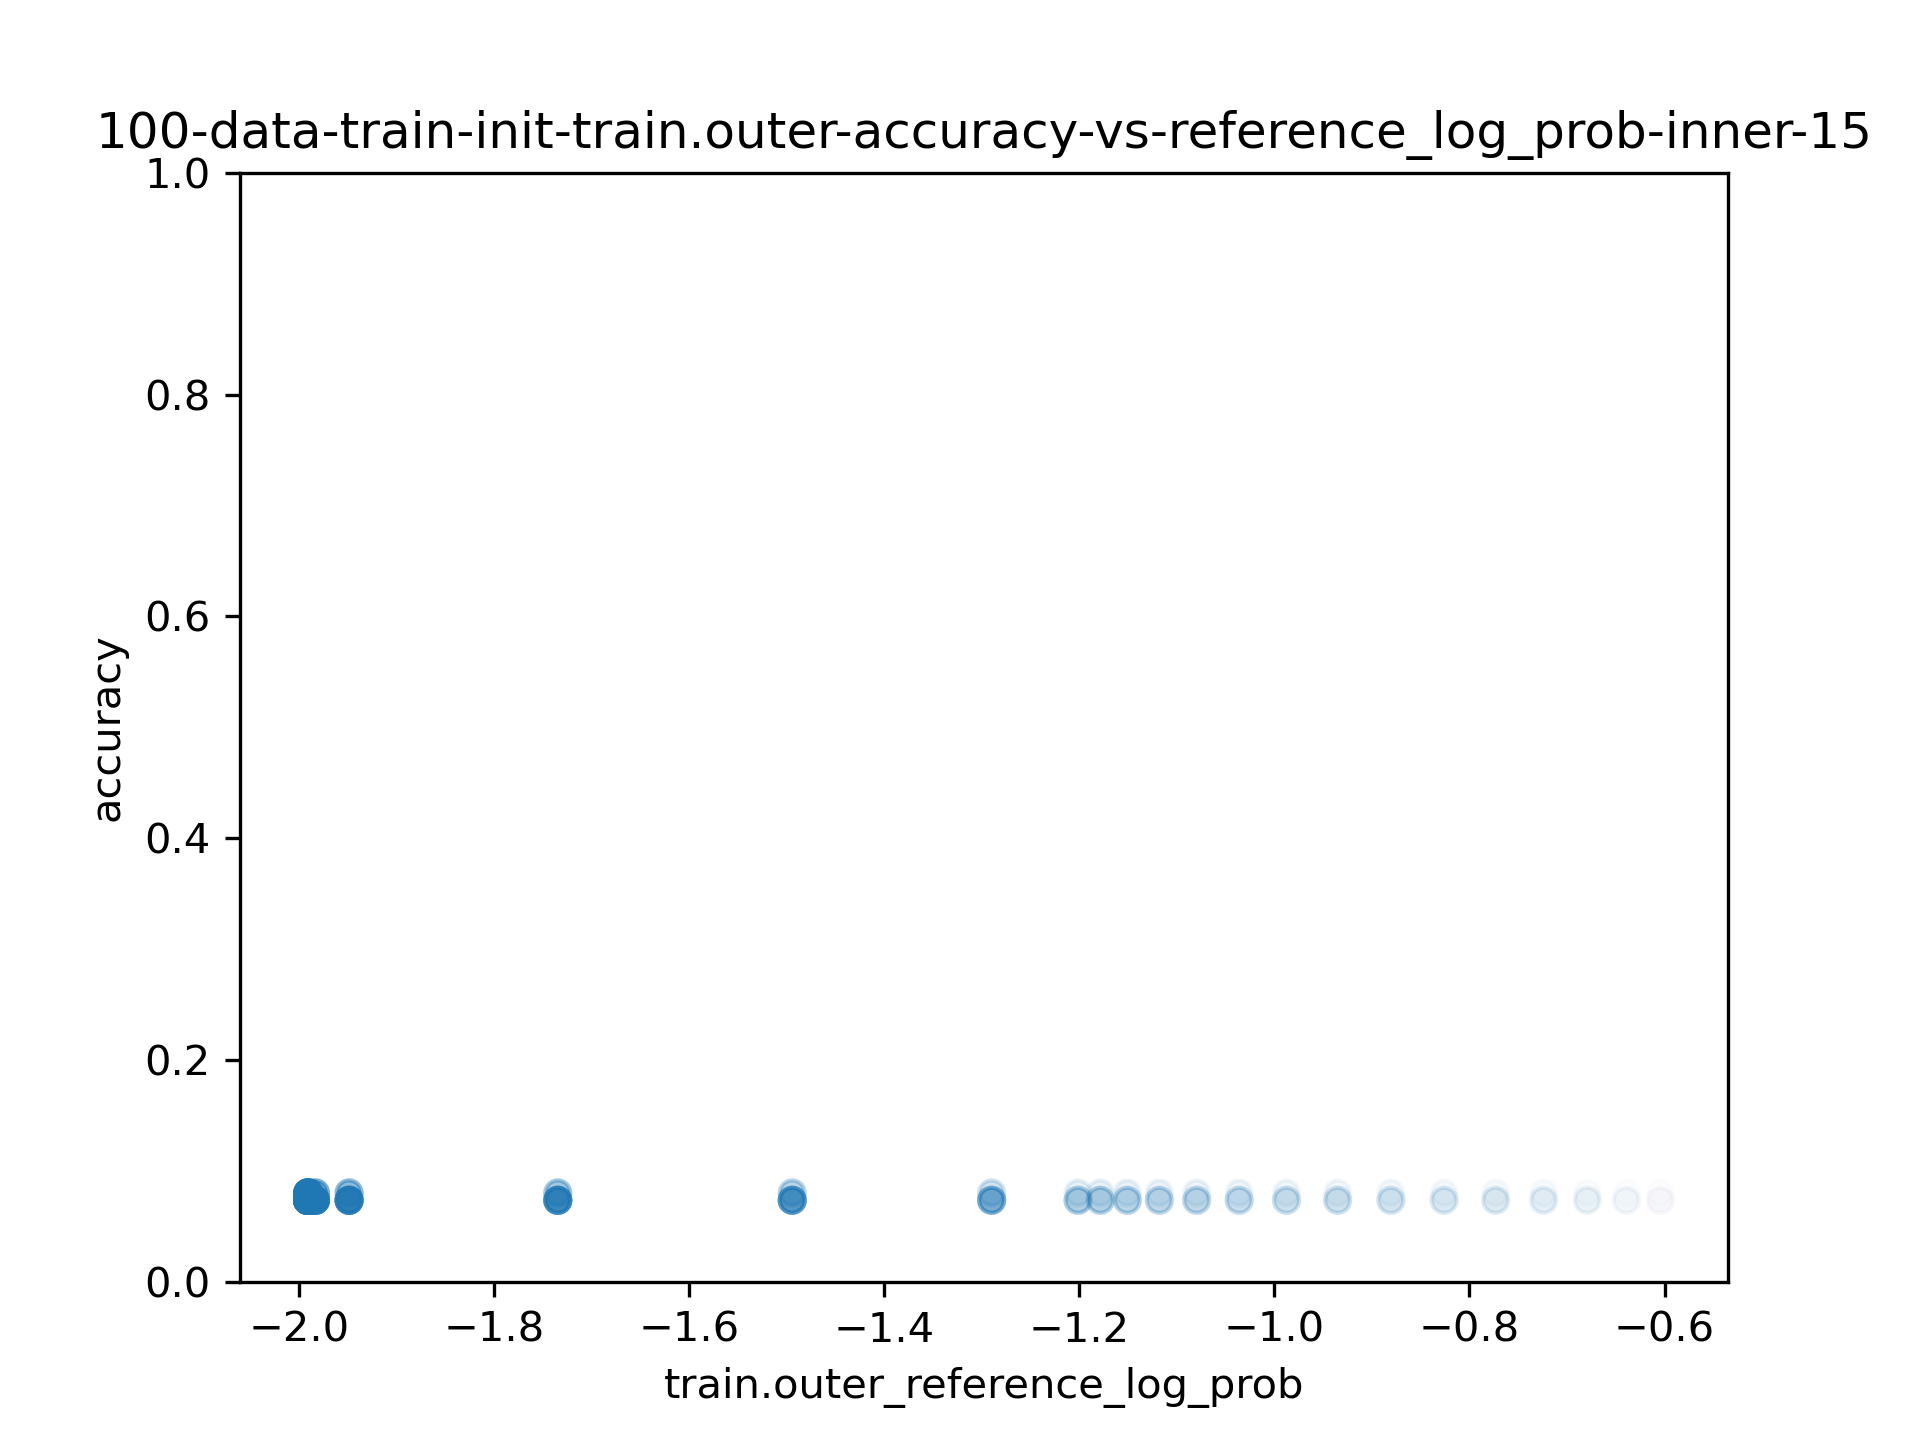 100-data-train-init-train.outer-accuracy-vs-reference_log_prob-inner-15
1.0
0.8
0.6
0.4
0.2
0.0
accuracy
−2.0 −1.8 −1.6 −1.4 −1.2 −1.0 −0.8 −0.6
train.outer_reference_log_prob